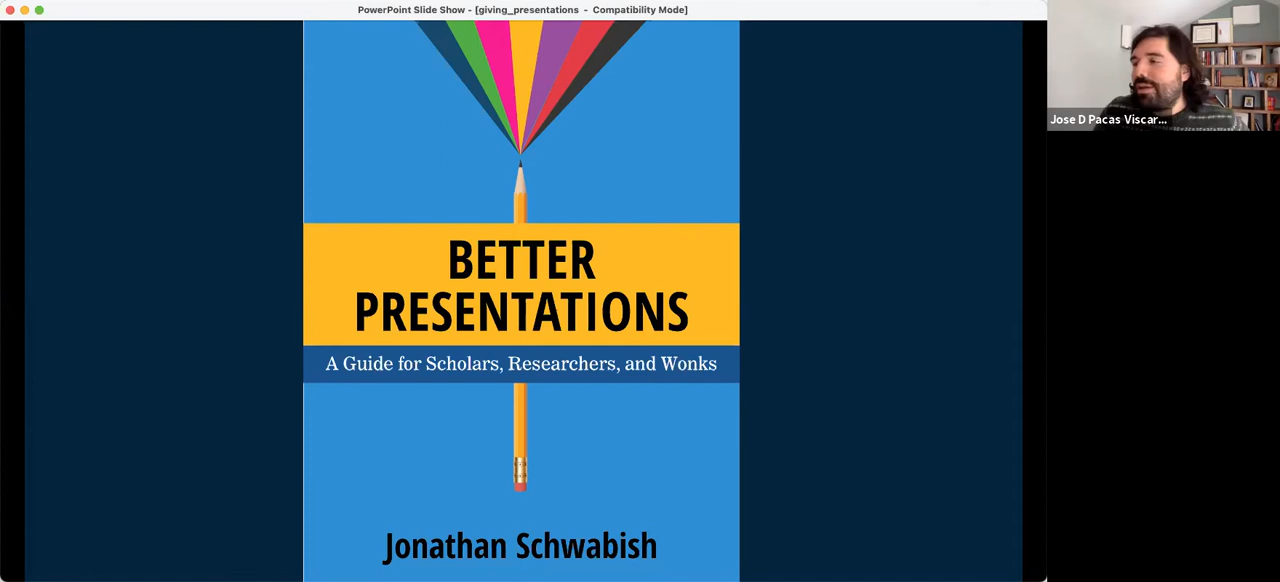 PowerPoint Slide Show - [giving_presentations - Compatibility Mode]
Jose D Pacas Viscar...
BETTER
PRESENTATIONS
A Guide for Scholars, Researchers, and Wonks
Jonathan Schwabish